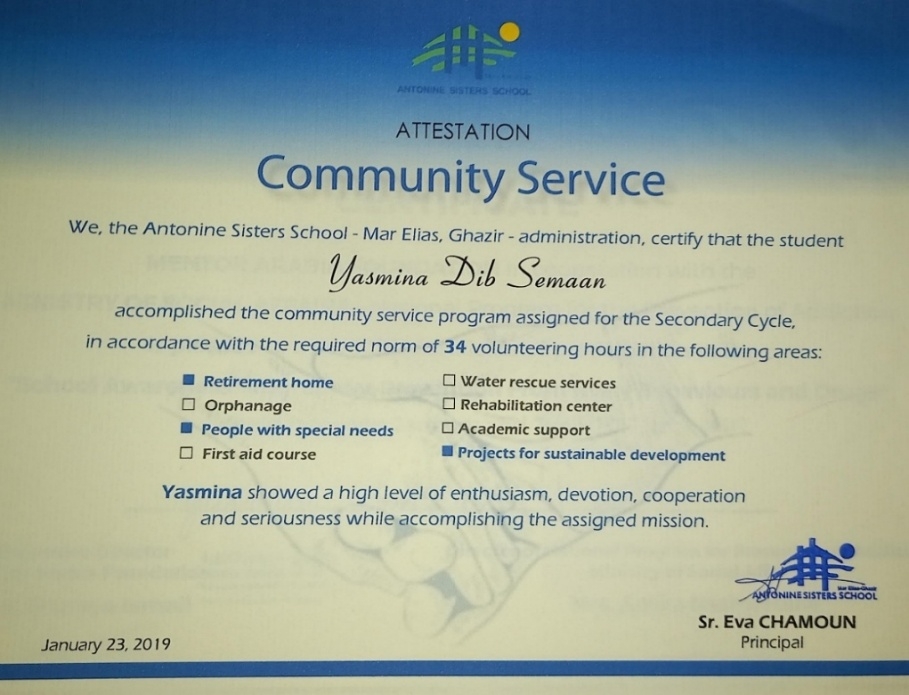 ANTONINE SISTERS SCHOOL
ATTESTATION
Community Service
We, the Antonine Sisters School - Mar Elias, Ghazir - administration, certify that the student
Yasmina Dib Semaan
accomplished the community service program assigned for the Secondary Cycle,
in accordance with the required norm of 34 volunteering hours in the following areas:
Retirement home
Orphanage
People with special needs
First aid course
Water rescue services
Rehabilitation center
Academic support
Projects for sustainable development
Yasmina showed a high level of enthusiasm, devotion, cooperation
and seriousness while accomplishing the assigned mission.
Mar Elias-Ghazir
ANTONINE SISTERS SCHOOL
Sr. Eva CHAMOUN
Principal
January 23, 2019